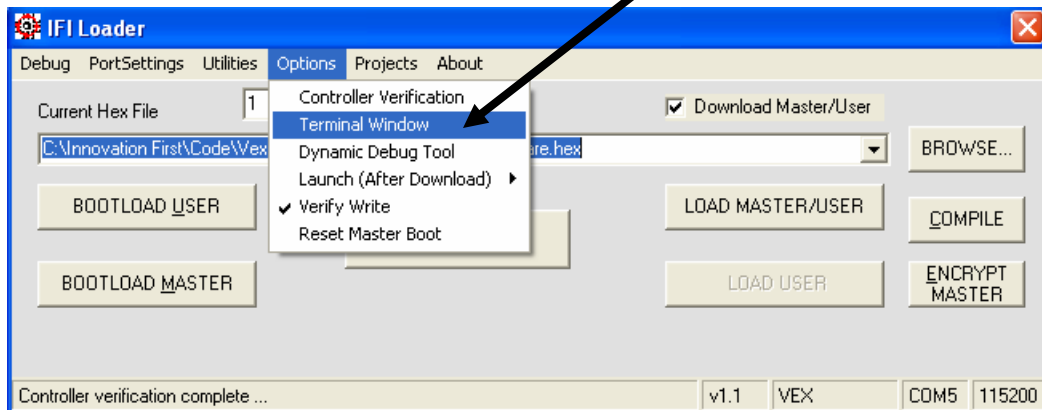 IFI Loader
Debug PortSettings Utilities Options Projects About
Current Hex File 1
Download Master/User
C:\Innovation First\Code\Vex are.hex
BROWSE...
Controller Verification
Terminal Window
Dynamic Debug Tool
Launch (After Download)
Verify Write
Reset Master Boot
BOOTLOAD USER
LOAD MASTER/USER
COMPILE
BOOTLOAD MASTER
LOAD USER
ENCRYPT
MASTER
Controller verification complete ... v1.1 VEX COM5 115200